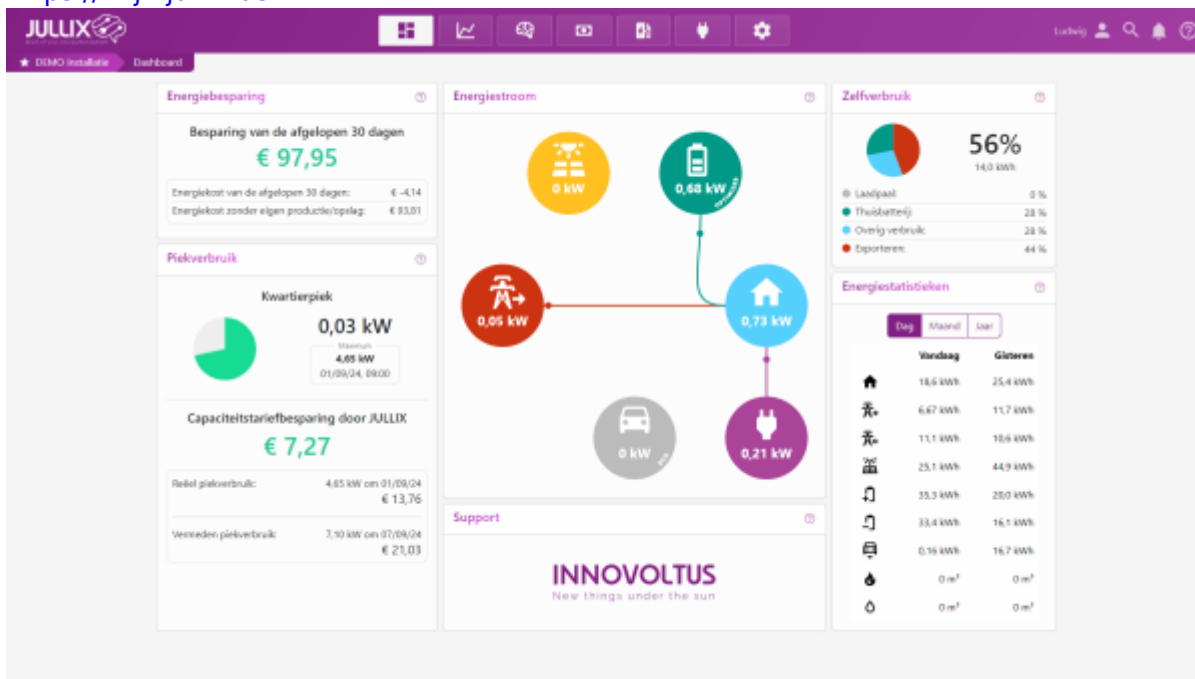 JULLIX
Ludwig
DEMO Installatie
Dashboard
Energiebesparing
Besparing van de afgelopen 30 dagen
€ 97,95
Energiekost van de afgelopen 30 dagen: € -4,14
Energiekost zonder eigen productie/opslag: € 93,81
Piekverbruik
Kwartierpiek
0,03 kW
Maximum
4,65 kW
01/09/24, 09:00
Capaciteitstariefbesparing door JULLIX
€ 7,27
Reëel piekverbruik: 4,65 kW om 01/09/24
€ 13,76
Vermeden piekverbruik: 7,10 kW om 07/09/24
€ 21,03
Energiestroom
0 kW
0,68 kW
OPTIMIZED
0,05 kW
0,73 kW
0 kW
ECO
0,21 kW
Support
INNOVOLTUS
New things under the sun
Zelfverbruik
56%
14,0 kWh
Laadpaal: 0 %
Thuisbatterij: 28 %
Overig verbruik: 28 %
Exporteren: 44 %
Energiestatistieken
Dag Maand Jaar
Vandaag Gisteren
18,6 kWh 25,4 kWh
6,67 kWh 11,7 kWh
11,1 kWh 10,6 kWh
25,1 kWh 44,9 kWh
35,3 kWh 20,0 kWh
33,4 kWh 16,1 kWh
0,16 kWh 16,7 kWh
0 m³ 0 m³
0 m³ 0 m³